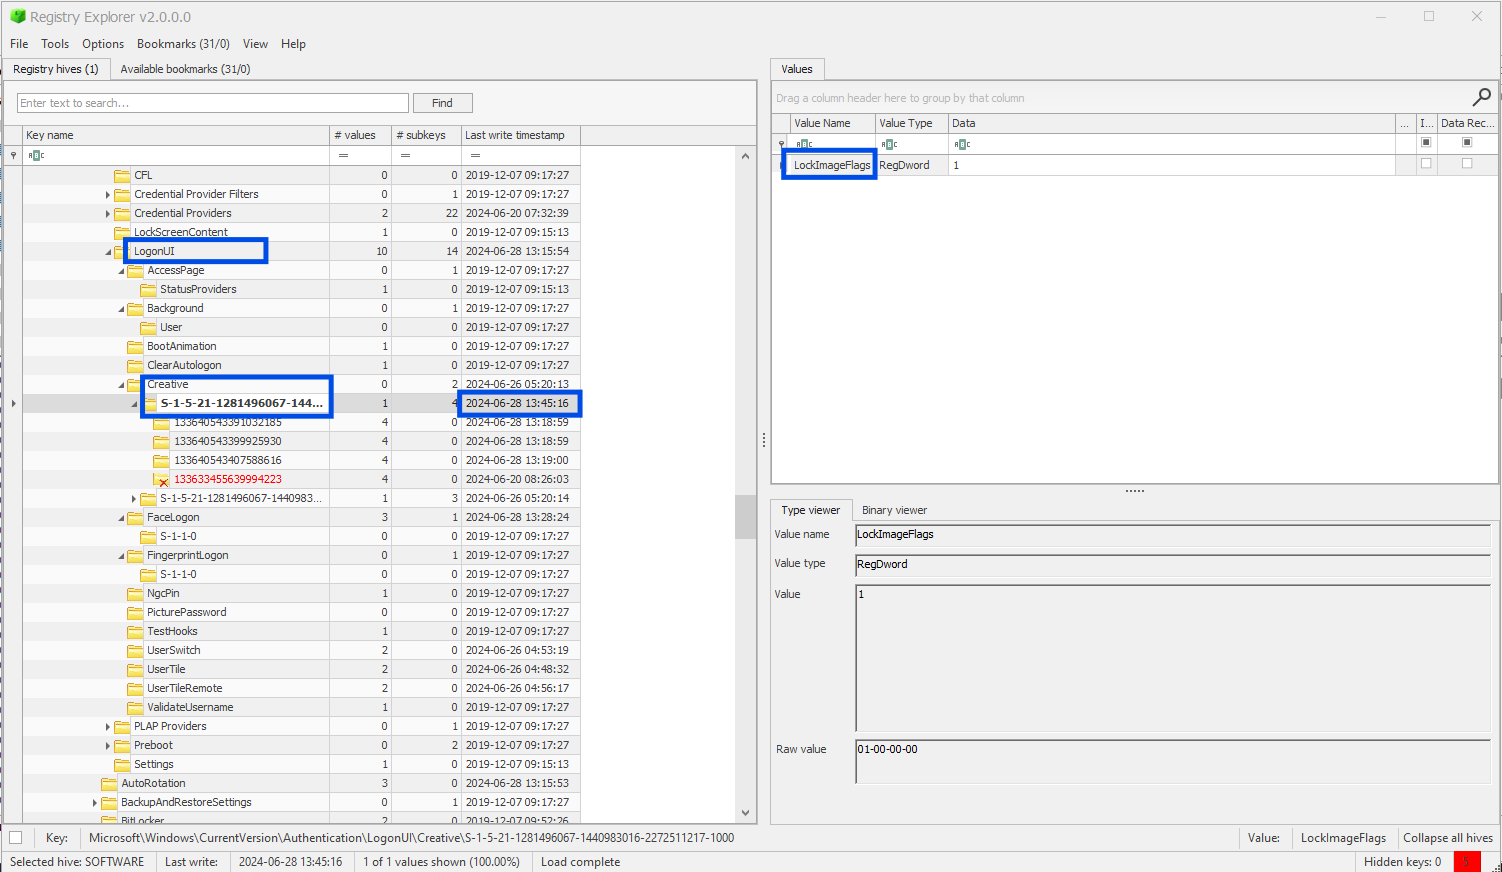 Registry Explorer v2.0.0.0
File Tools Options Bookmarks (31/0) View Help
Registry hives (1) Available bookmarks (31/0)
Enter text to search... Find
Key name # values # subkeys Last write timestamp
= = =
CFL 0 0 2019-12-07 09:17:27
Credential Provider Filters 0 1 2019-12-07 09:17:27
Credential Providers 2 22 2024-06-20 07:32:39
LockScreenContent 1 0 2019-12-07 09:15:13
LogonUI 10 14 2024-06-28 13:15:54
AccessPage 0 1 2019-12-07 09:17:27
StatusProviders 1 0 2019-12-07 09:15:13
Background 0 1 2019-12-07 09:17:27
User 0 0 2019-12-07 09:17:27
BootAnimation 1 0 2019-12-07 09:17:27
ClearAutologon 1 0 2019-12-07 09:17:27
Creative 0 2 2024-06-26 05:20:13
S-1-5-21-1281496067-144... 1 4 2024-06-28 13:45:16
133640543391032185 4 0 2024-06-28 13:18:59
133640543399925930 4 0 2024-06-28 13:18:59
133640543407588616 4 0 2024-06-28 13:19:00
133633455639994223 4 0 2024-06-20 08:26:03
S-1-5-21-1281496067-1440983... 1 3 2024-06-26 05:20:14
FaceLogon 3 1 2024-06-28 13:28:24
S-1-1-0 0 0 2019-12-07 09:17:27
FingerprintLogon 0 1 2019-12-07 09:17:27
S-1-1-0 0 0 2019-12-07 09:17:27
NgcPin 1 0 2019-12-07 09:17:27
PicturePassword 0 0 2019-12-07 09:17:27
TestHooks 1 0 2019-12-07 09:17:27
UserSwitch 2 0 2024-06-26 04:53:19
UserTile 2 0 2024-06-26 04:48:32
UserTileRemote 2 0 2024-06-26 04:56:17
ValidateUsername 1 0 2019-12-07 09:17:27
PLAP Providers 0 1 2019-12-07 09:17:27
Preboot 0 2 2019-12-07 09:17:27
Settings 1 0 2019-12-07 09:15:13
AutoRotation 3 0 2024-06-28 13:15:53
BackupAndRestoreSettings 0 1 2019-12-07 09:17:27
BitLocker 2 0 2019-12-07 09:52:26
Values
Drag a column header here to group by that column
Value Name Value Type Data ... I... Data Rec...
LockImageFlags RegDword 1
Type viewer Binary viewer
Value name LockImageFlags
Value type RegDword
Value 1
Raw value 01-00-00-00
Key: Microsoft\Windows\CurrentVersion\Authentication\LogonUI\Creative\S-1-5-21-1281496067-1440983016-2272511217-1000 Value: LockImageFlags Collapse all hives
Selected hive: SOFTWARE Last write: 2024-06-28 13:45:16 1 of 1 values shown (100.00%) Load complete Hidden keys: 0 5